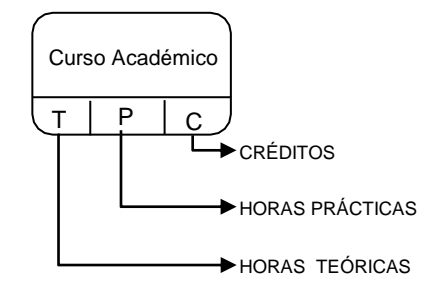 Curso Académico
T P C
CRÉDITOS
HORAS PRÁCTICAS
HORAS TEÓRICAS